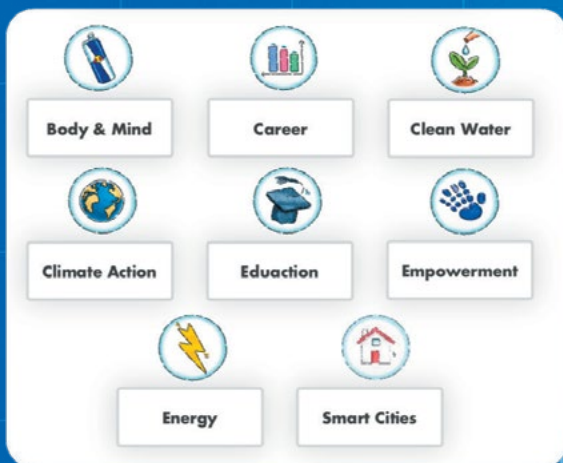 Body & Mind
Career
Clean Water
Climate Action
Eduaction
Empowerment
Energy
Smart Cities